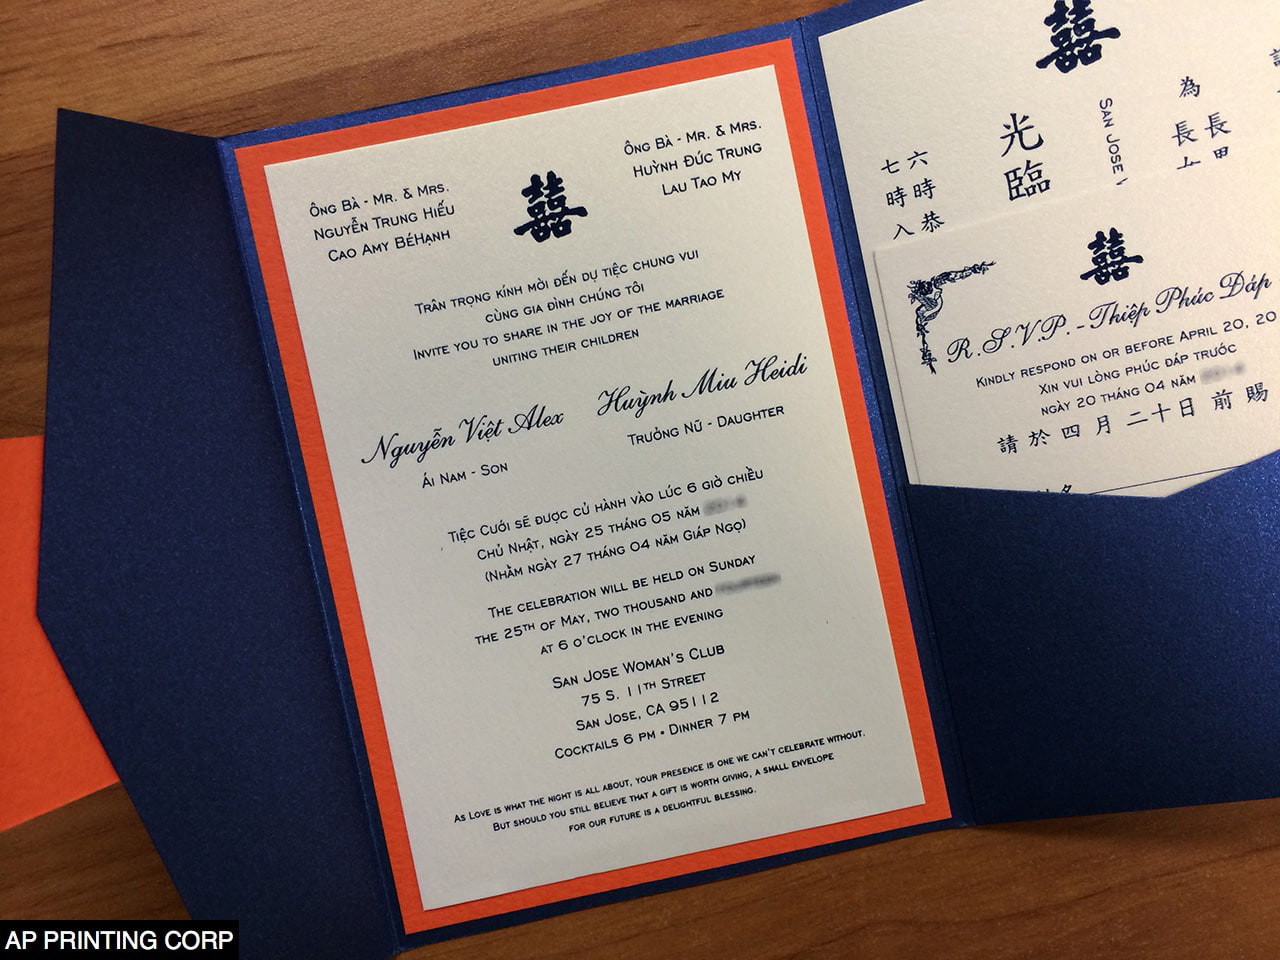 Ông Bà - Mr. & Mrs.
Nguyễn Trung Hiếu
Cao Amy BéHạnh
囍
Ông Bà - Mr. & Mrs.
Huỳnh Đức Trung
Lau Tao My
Trân trọng kính mời đến dự tiệc chung vui
cùng gia đình chúng tôi
Invite you to share in the joy of the marriage
uniting their children
Nguyễn Việt Alex
Ái Nam - Son
Huỳnh Miu Heidi
Trưởng Nữ - Daughter
Tiệc Cưới sẽ được cử hành vào lúc 6 giờ chiều
Chủ Nhật, ngày 25 tháng 05 năm
(Nhằm ngày 27 tháng 04 năm Giáp Ngọ)
The celebration will be held on Sunday
the 25th of May, two thousand and
at 6 o'clock in the evening
San Jose Woman's Club
75 S. 11th Street
San Jose, CA 95112
Cocktails 6 pm • Dinner 7 pm
As Love is what the night is all about, your presence is one we can't celebrate without.
But should you still believe that a gift is worth giving, a small envelope
for our future is a delightful blessing.
囍
為
長長
San Jose
光臨
六時恭
七時入
囍
R.S.V.P. - Thiệp Phúc Đáp
Kindly respond on or before April 20, 20
Xin vui lòng phúc đáp trước
ngày 20 tháng 04 năm
請於四月二十日前賜
AP PRINTING CORP